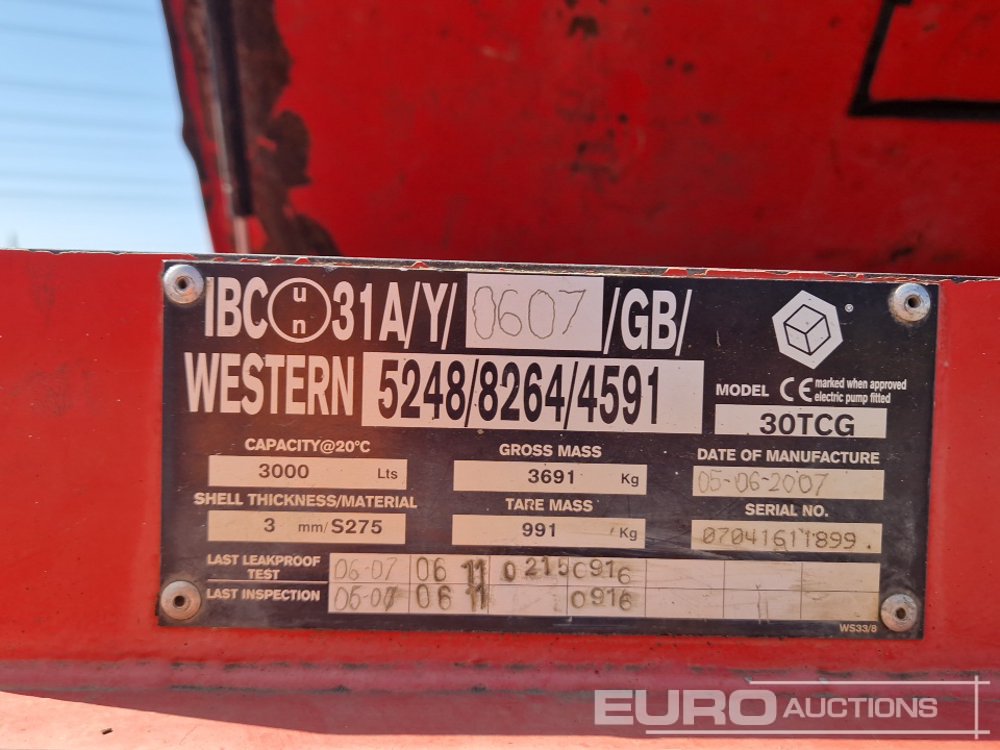 IBC un 31A/Y/ 0607 /GB/
WESTERN 5248/8264/4591
MODEL CE marked when approved electric pump fitted
30TCG
CAPACITY@20°C
3000 Lts
GROSS MASS
3691 Kg
DATE OF MANUFACTURE
05-06-2007
SHELL THICKNESS/MATERIAL
3 mm/S275
TARE MASS
991 Kg
SERIAL NO.
07041611899
LAST LEAKPROOF TEST 06-07 06 11 0215 0916
LAST INSPECTION 06-07 06 11 0916
WS33/8
®
EURO AUCTIONS